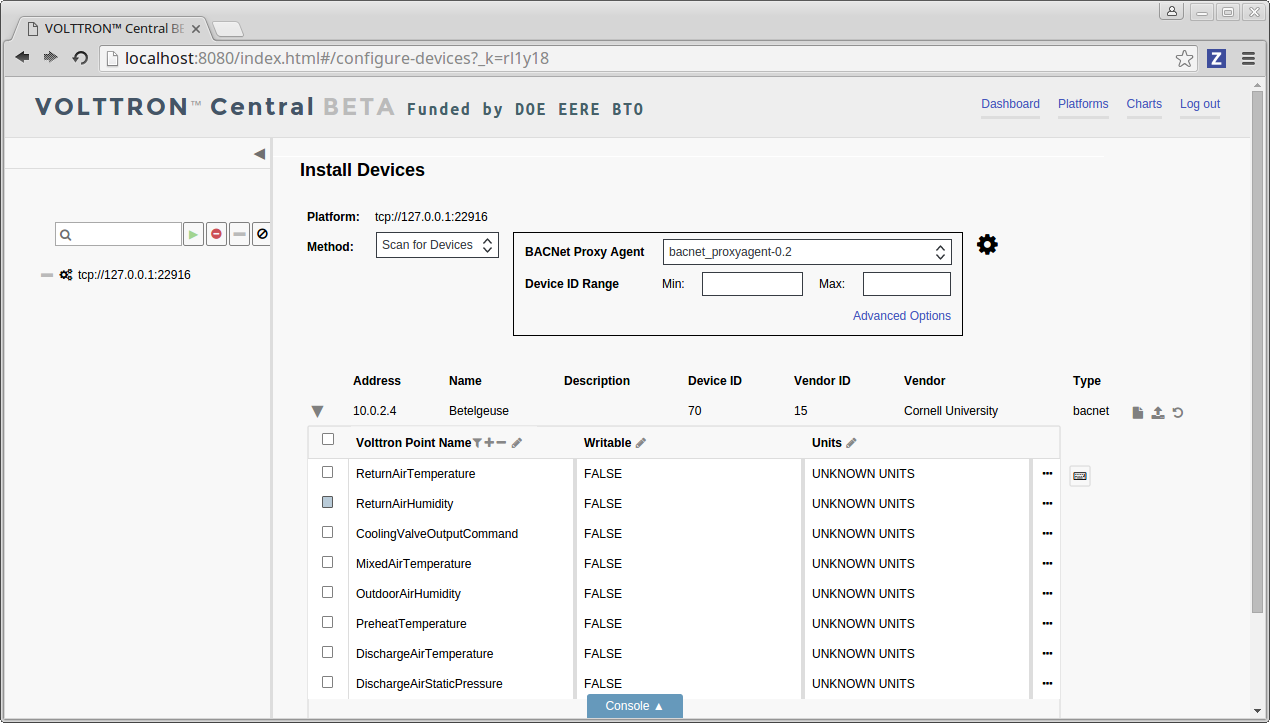 VOLTTRON™ Central BE
localhost:8080/index.html#/configure-devices?_k=rl1y18
Z
VOLTTRON™ Central BETA Funded by DOE EERE BTO
Dashboard Platforms Charts Log out
Install Devices
Platform: tcp://127.0.0.1:22916
Method: Scan for Devices
BACNet Proxy Agent bacnet_proxyagent-0.2
Device ID Range Min: Max:
Advanced Options
tcp://127.0.0.1:22916
Address Name Description Device ID Vendor ID Vendor Type
10.0.2.4 Betelgeuse 70 15 Cornell University bacnet
Volttron Point Name Writable Units
ReturnAirTemperature FALSE UNKNOWN UNITS
ReturnAirHumidity FALSE UNKNOWN UNITS
CoolingValveOutputCommand FALSE UNKNOWN UNITS
MixedAirTemperature FALSE UNKNOWN UNITS
OutdoorAirHumidity FALSE UNKNOWN UNITS
PreheatTemperature FALSE UNKNOWN UNITS
DischargeAirTemperature FALSE UNKNOWN UNITS
DischargeAirStaticPressure FALSE UNKNOWN UNITS
Console ▲